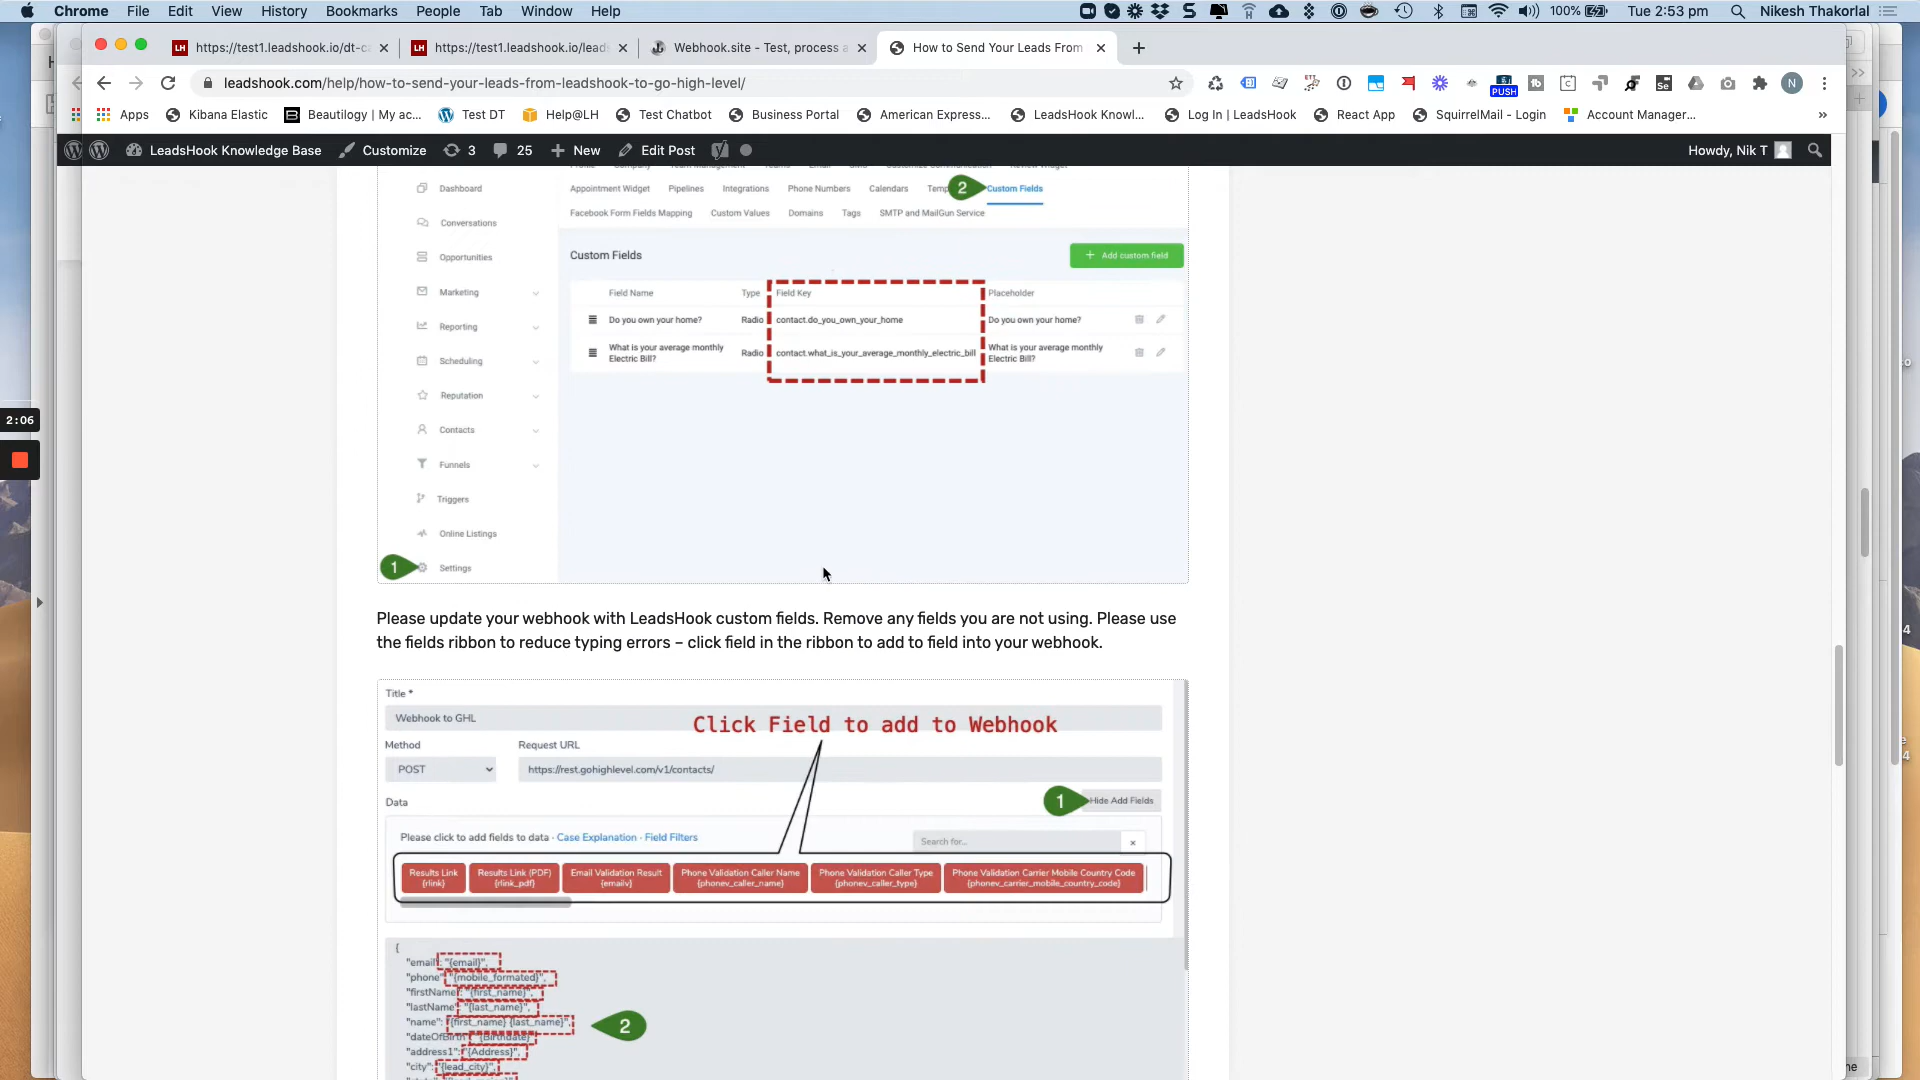 Chrome File Edit View History Bookmarks People Tab Window Help 100% Tue 2:53 pm Nikesh Thakorlal
https://test1.leadshook.io/dt-c https://test1.leadshook.io/lead Webhook.site - Test, process a How to Send Your Leads From
leadshook.com/help/how-to-send-your-leads-from-leadshook-to-go-high-level/
PUSH N
Apps Kibana Elastic Beautilogy | My ac... Test DT Help@LH Test Chatbot Business Portal American Express... LeadsHook Knowl... Log In | LeadsHook React App SquirrelMail - Login Account Manager... »
LeadsHook Knowledge Base Customize 3 25 New Edit Post Howdy, Nik T
Dashboard Appointment Widget Pipelines Integrations Phone Numbers Calendars Temp 2 Custom Fields
Conversations Facebook Form Fields Mapping Custom Values Domains Tags SMTP and MailGun Service
Opportunities Custom Fields + Add custom field
Marketing Field Name Type Field Key Placeholder
Reporting Do you own your home? Radio contact.do_you_own_your_home Do you own your home?
Scheduling What is your average monthly Electric Bill? Radio contact.what_is_your_average_monthly_electric_bill What is your average monthly Electric Bill?
Reputation
2:06
Contacts
Funnels
Triggers
Online Listings
1 Settings
Please update your webhook with LeadsHook custom fields. Remove any fields you are not using. Please use
the fields ribbon to reduce typing errors – click field in the ribbon to add to field into your webhook.
Title *
Webhook to GHL Click Field to add to Webhook
Method Request URL
POST https://rest.gohighlevel.com/v1/contacts/
Data 1 Hide Add Fields
Please click to add fields to data · Case Explanation · Field Filters Search for... ×
Results Link Results Link (PDF) Email Validation Result Phone Validation Caller Name Phone Validation Caller Type Phone Validation Carrier Mobile Country Code
{rlink} {rlink_pdf} {emailv} {phonev_caller_name} {phonev_caller_type} {phonev_carrier_mobile_country_code}
{
"email": "{email}",
"phone": "{mobile_formated}",
"firstName": "{first_name}",
"lastName": "{last_name}",
"name": "{first_name} {last_name}", 2
"dateOfBirth": "{Birthdate}"
"address1": "{Address}",
"city": "{lead_city}",